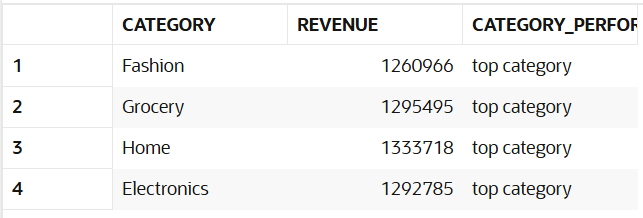 CATEGORY REVENUE CATEGORY_PERFOR
1 Fashion 1260966 top category
2 Grocery 1295495 top category
3 Home 1333718 top category
4 Electronics 1292785 top category